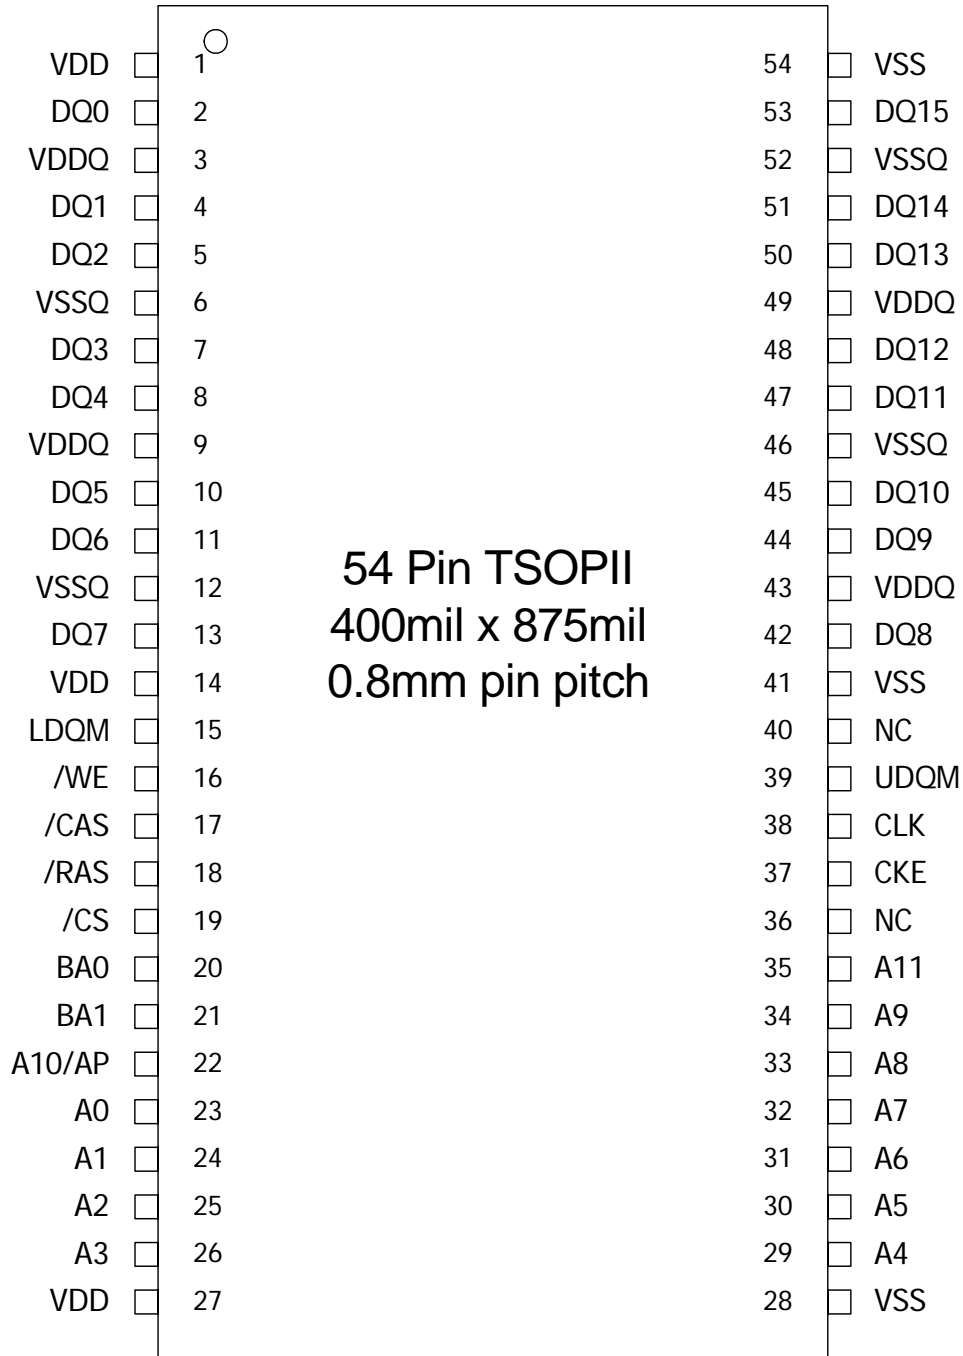 VDD 1 54 VSS
DQ0 2 53 DQ15
VDDQ 3 52 VSSQ
DQ1 4 51 DQ14
DQ2 5 50 DQ13
VSSQ 6 49 VDDQ
DQ3 7 48 DQ12
DQ4 8 47 DQ11
VDDQ 9 46 VSSQ
DQ5 10 45 DQ10
DQ6 11 44 DQ9
54 Pin TSOPII
VSSQ 12 43 VDDQ
400mil x 875mil
DQ7 13 42 DQ8
0.8mm pin pitch
VDD 14 41 VSS
LDQM 15 40 NC
/WE 16 39 UDQM
/CAS 17 38 CLK
/RAS 18 37 CKE
/CS 19 36 NC
BA0 20 35 A11
BA1 21 34 A9
A10/AP 22 33 A8
A0 23 32 A7
A1 24 31 A6
A2 25 30 A5
A3 26 29 A4
VDD 27 28 VSS